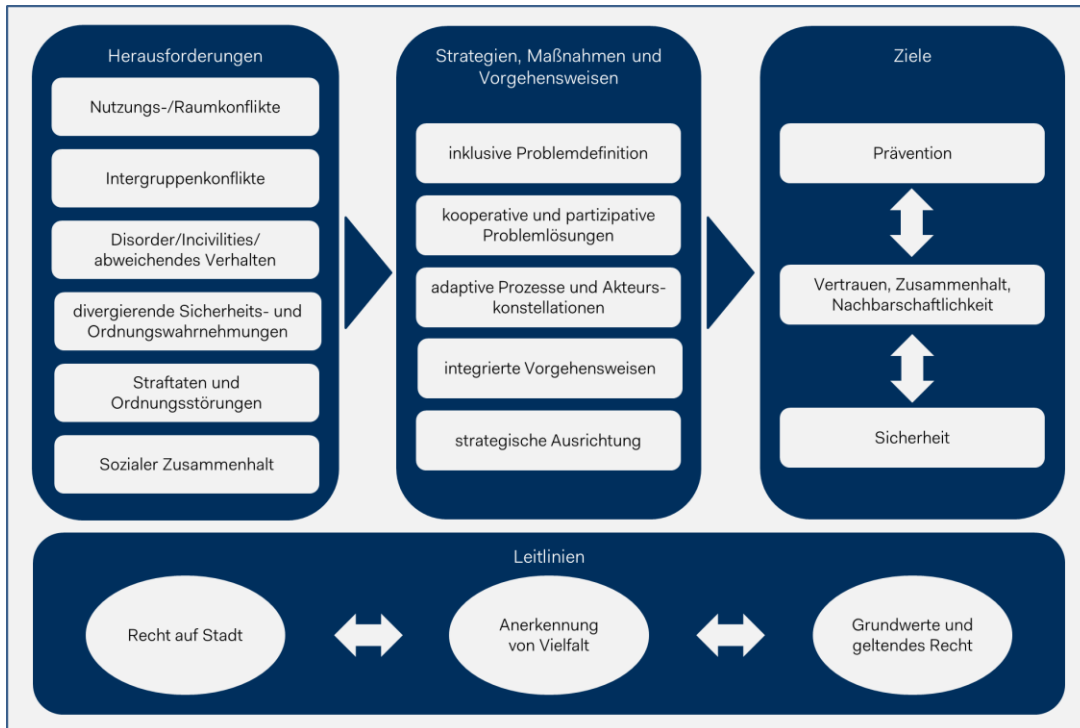 Herausforderungen
Nutzungs-/Raumkonflikte
Intergruppenkonflikte
Disorder/Incivilities/
abweichendes Verhalten
divergierende Sicherheits- und
Ordnungswahrnehmungen
Straftaten und
Ordnungsstörungen
Sozialer Zusammenhalt
Strategien, Maßnahmen und
Vorgehensweisen
inklusive Problemdefinition
kooperative und partizipative
Problemlösungen
adaptive Prozesse und Akteurs-
konstellationen
integrierte Vorgehensweisen
strategische Ausrichtung
Ziele
Prävention
Vertrauen, Zusammenhalt,
Nachbarschaftlichkeit
Sicherheit
Leitlinien
Recht auf Stadt
Anerkennung
von Vielfalt
Grundwerte und
geltendes Recht